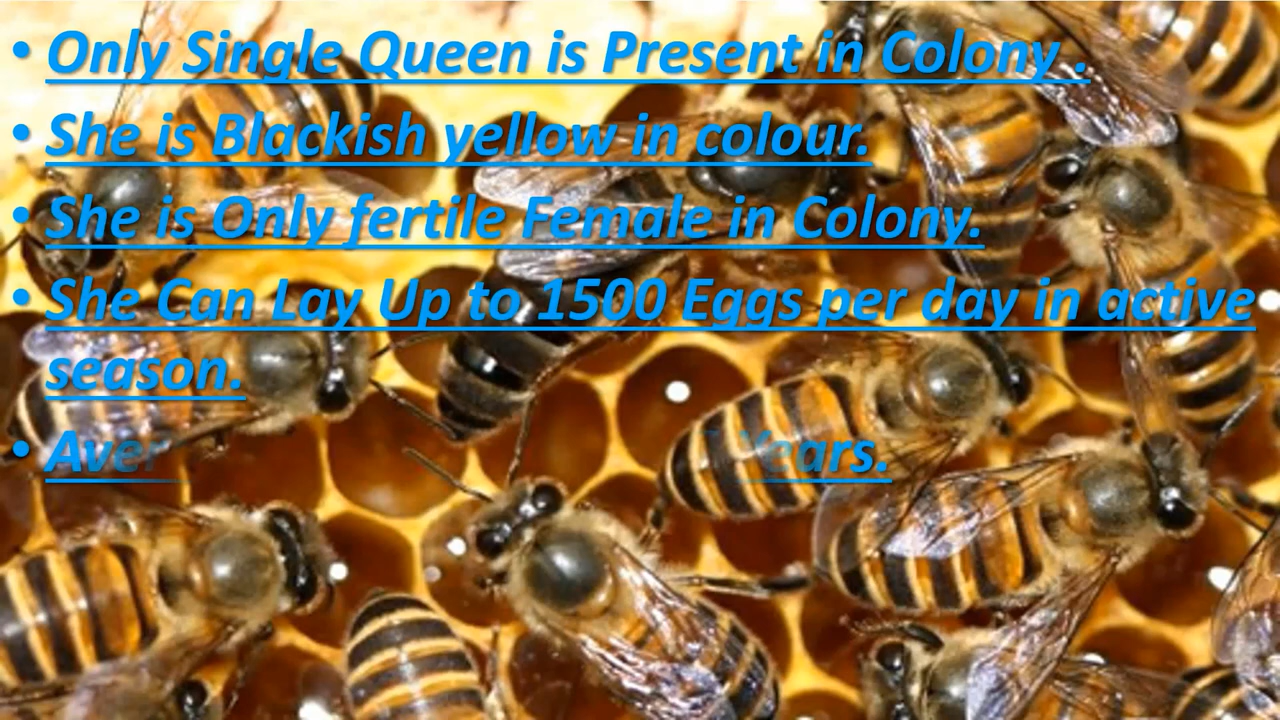 • Only Single Queen is Present in Colony .
• She is Blackish yellow in colour.
• She is Only fertile Female in Colony.
• She Can Lay Up to 1500 Eggs per day in active
season.
• Years.